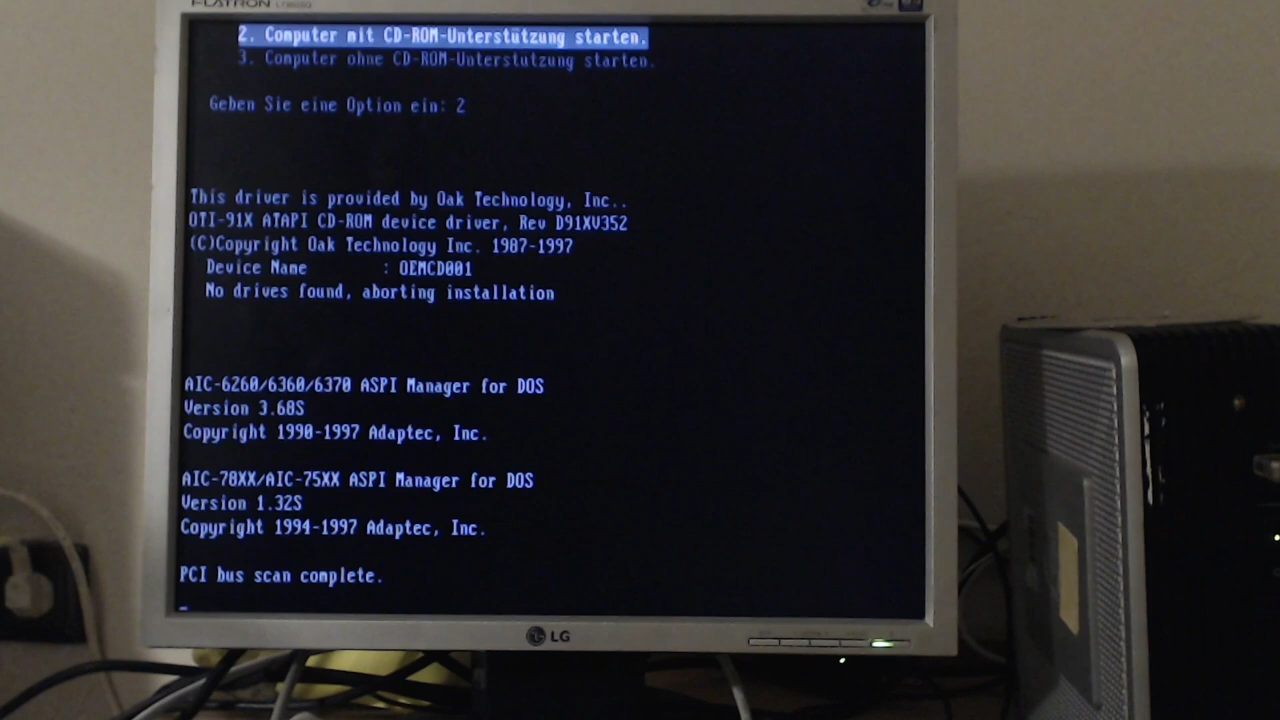 FLATRON
2. Computer mit CD-ROM-Unterstützung starten.
3. Computer ohne CD-ROM-Unterstützung starten.
Geben Sie eine Option ein: 2
This driver is provided by Oak Technology, Inc..
OTI-91X ATAPI CD-ROM device driver, Rev D91XV352
(C)Copyright Oak Technology Inc. 1987-1997
Device Name : OEMCD001
No drives found, aborting installation
AIC-6260/6360/6370 ASPI Manager for DOS
Version 3.68S
Copyright 1990-1997 Adaptec, Inc.
AIC-78XX/AIC-75XX ASPI Manager for DOS
Version 1.32S
Copyright 1994-1997 Adaptec, Inc.
PCI bus scan complete.
LG